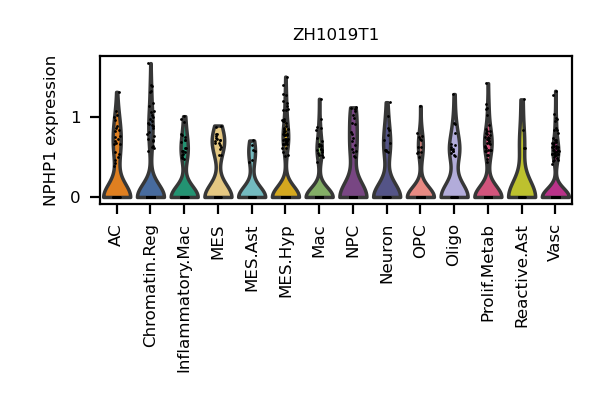 ZH1019T1
NPHP1 expression
1
0
AC
Chromatin.Reg
Inflammatory.Mac
MES
MES.Ast
MES.Hyp
Mac
NPC
Neuron
OPC
Oligo
Prolif.Metab
Reactive.Ast
Vasc